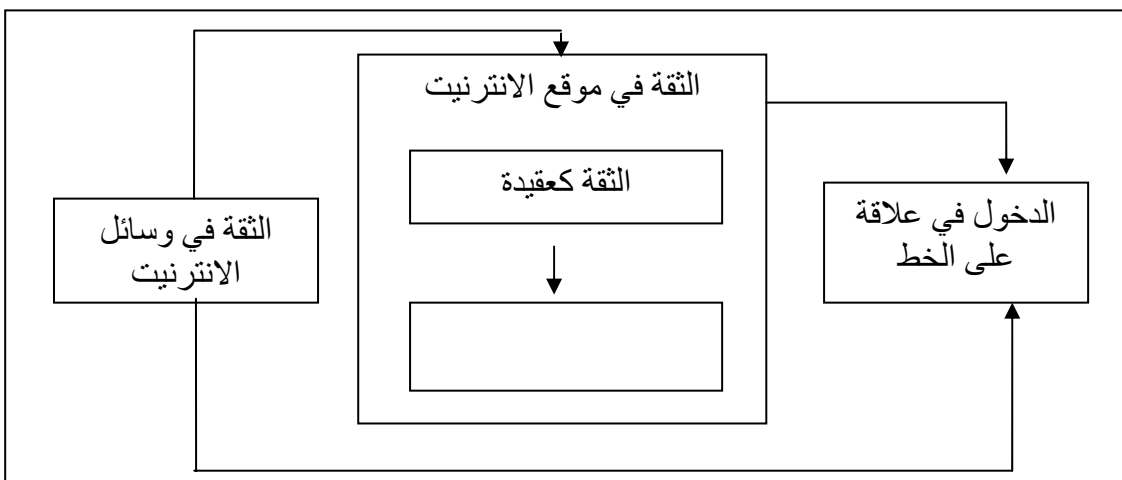 الثقة في موقع الانترنيت
الثقة كعقيدة
الثقة في وسائل
الانترنيت
الدخول في علاقة
على الخط